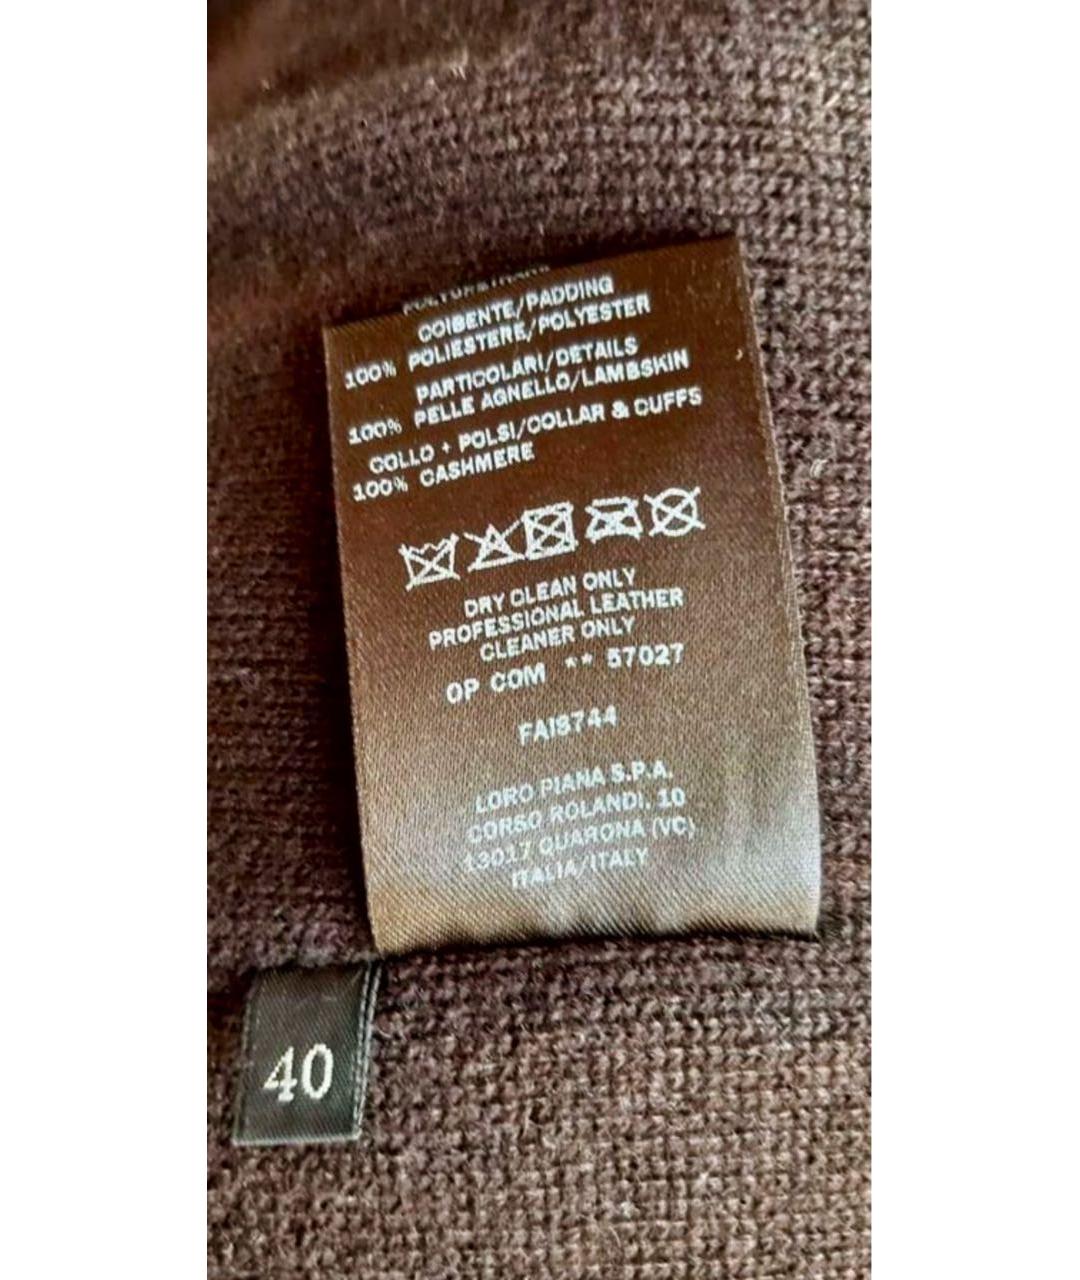 COIBENTE/PADDING
100% POLIESTERE/POLYESTER
PARTICOLARI/DETAILS
100% PELLE AGNELLO/LAMBSKIN
COLLO + POLSI/COLLAR & CUFFS
100% CASHMERE
DRY CLEAN ONLY
PROFESSIONAL LEATHER
CLEANER ONLY
OP COM ** 57027
FAI8744
LORO PIANA S.P.A.
CORSO ROLANDI, 10
13017 QUARONA (VC)
ITALIA/ITALY
40